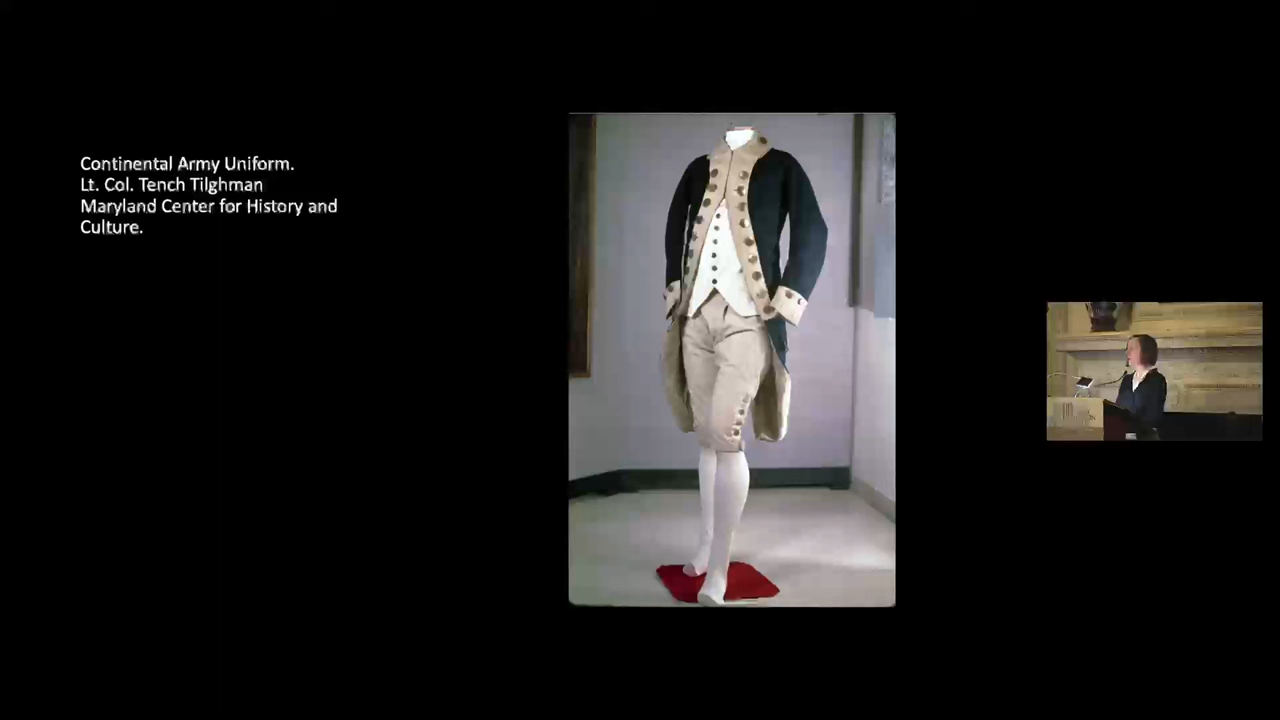 Continental Army Uniform.
Lt. Col. Tench Tilghman
Maryland Center for History and
Culture.